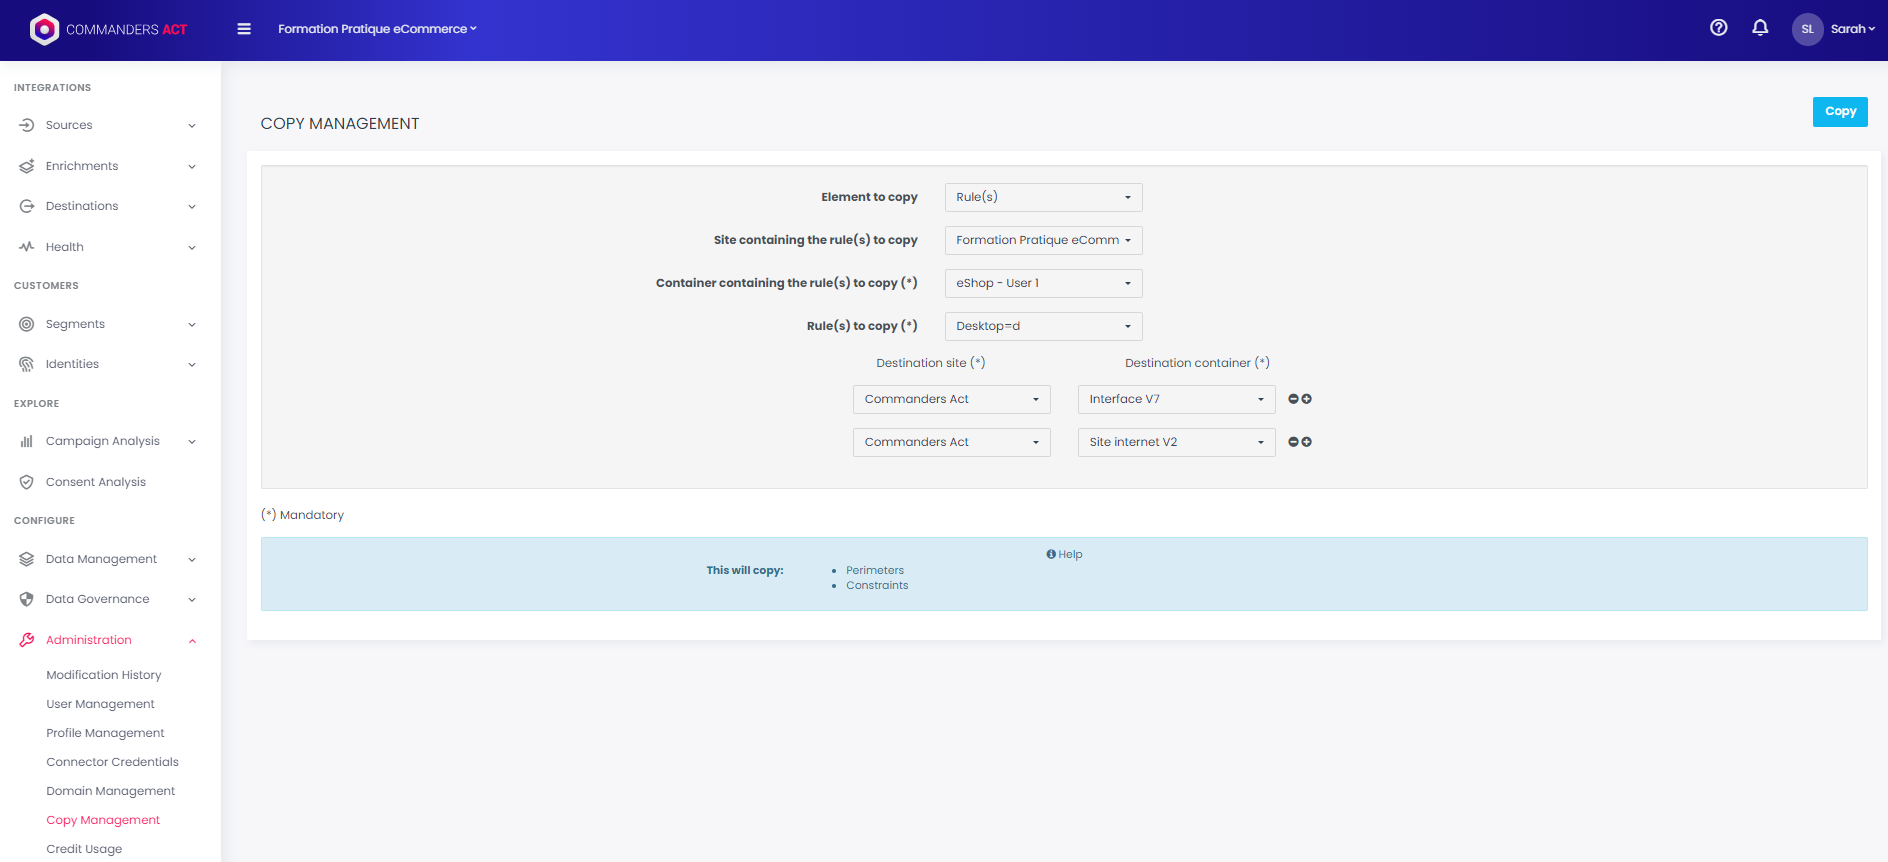 COMMANDERS ACT
Formation Pratique eCommerce
SL
Sarah
INTEGRATIONS
Sources
Enrichments
Destinations
Health
CUSTOMERS
Segments
Identities
EXPLORE
Campaign Analysis
Consent Analysis
CONFIGURE
Data Management
Data Governance
Administration
Modification History
User Management
Profile Management
Connector Credentials
Domain Management
Copy Management
Credit Usage
COPY MANAGEMENT
Copy
Element to copy Rule(s)
Site containing the rule(s) to copy Formation Pratique eComm
Container containing the rule(s) to copy (*) eShop - User 1
Rule(s) to copy (*) Desktop=d
Destination site (*) Destination container (*)
Commanders Act Interface V7
Commanders Act Site internet V2
(*) Mandatory
Help
This will copy: • Perimeters
• Constraints